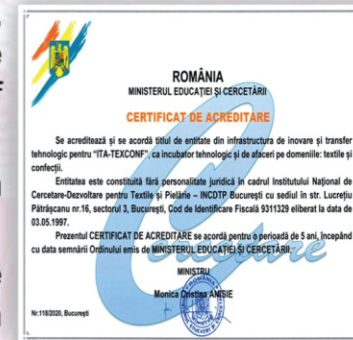 ROMÂNIA
MINISTERUL EDUCAȚIEI ȘI CERCETĂRII
CERTIFICAT DE ACREDITARE
Se acreditează și se acordă titlul de entitate din infrastructura de inovare și transfer
tehnologic pentru "ITA-TEXCONF", ca incubator tehnologic și de afaceri pe domeniile: textile și
confecții.
Entitatea este constituită fără personalitate juridică în cadrul Institutului Național de
Cercetare-Dezvoltare pentru Textile și Pielărie – INCDTP București cu sediul în str. Lucrețiu
Pătrășcanu nr.16, sectorul 3, București, Cod de Identificare Fiscală 9311329 eliberat la data de
03.05.1997.
Prezentul CERTIFICAT DE ACREDITARE se acordă pentru o perioadă de 5 ani, începând
cu data semnării Ordinului emis de MINISTERUL EDUCAȚIEI ȘI CERCETĂRII.
MINISTRU
Monica Cristina ANISIE
Nr.118/2020, București